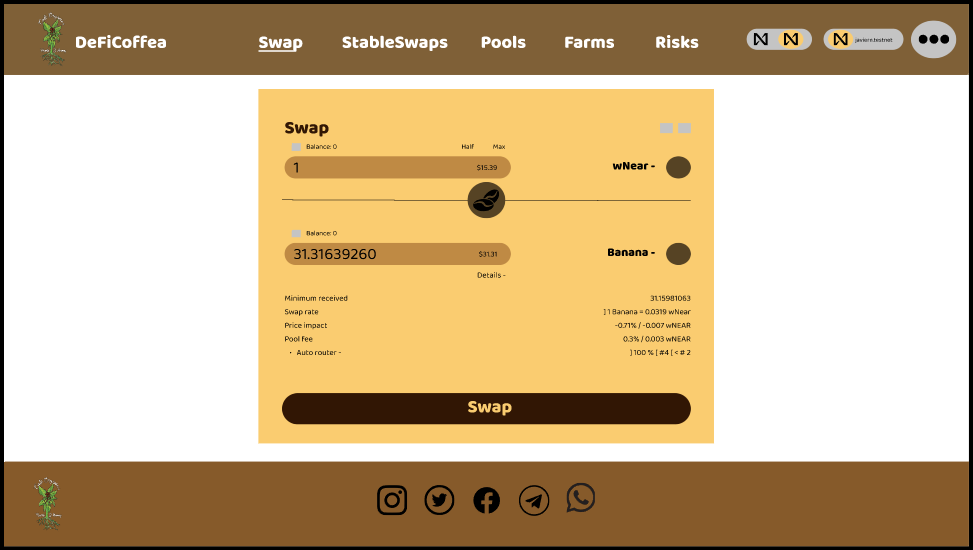 DeFiCoffea Swap StableSwaps Pools Farms Risks javiern.testnet
Swap
Balance: 0 Half Max
1 $15.39 wNear -
Balance: 0
31.31639260 $31.31 Banana -
Details -
Minimum received 31.15981063
Swap rate ] 1 Banana = 0.0319 wNear
Price impact -0.71% / -0.007 wNEAR
Pool fee 0.3% / 0.003 wNEAR
• Auto router - ] 100 % [ #4 [ < # 2
Swap